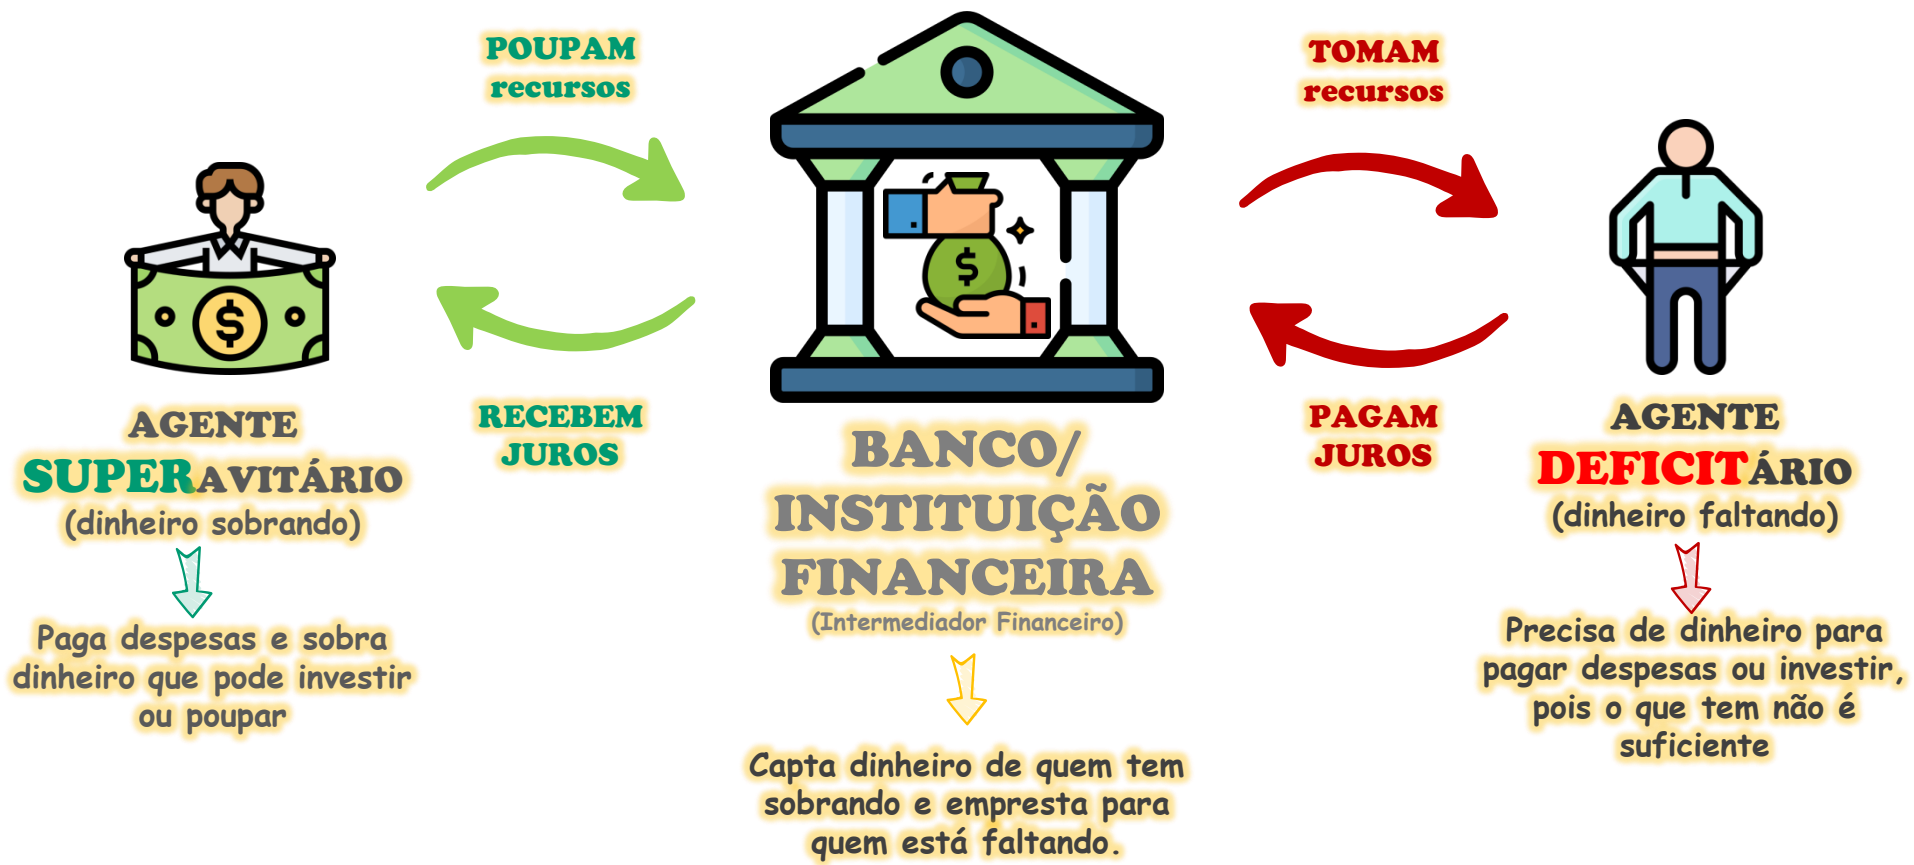 POUPAM
recursos
TOMAM
recursos
RECEBEM
JUROS
PAGAM
JUROS
AGENTE
SUPERAVITÁRIO
(dinheiro sobrando)
Paga despesas e sobra
dinheiro que pode investir
ou poupar
BANCO/
INSTITUIÇÃO
FINANCEIRA
(Intermediador Financeiro)
Capta dinheiro de quem tem
sobrando e empresta para
quem está faltando.
AGENTE
DEFICITÁRIO
(dinheiro faltando)
Precisa de dinheiro para
pagar despesas ou investir,
pois o que tem não é
suficiente
$
$